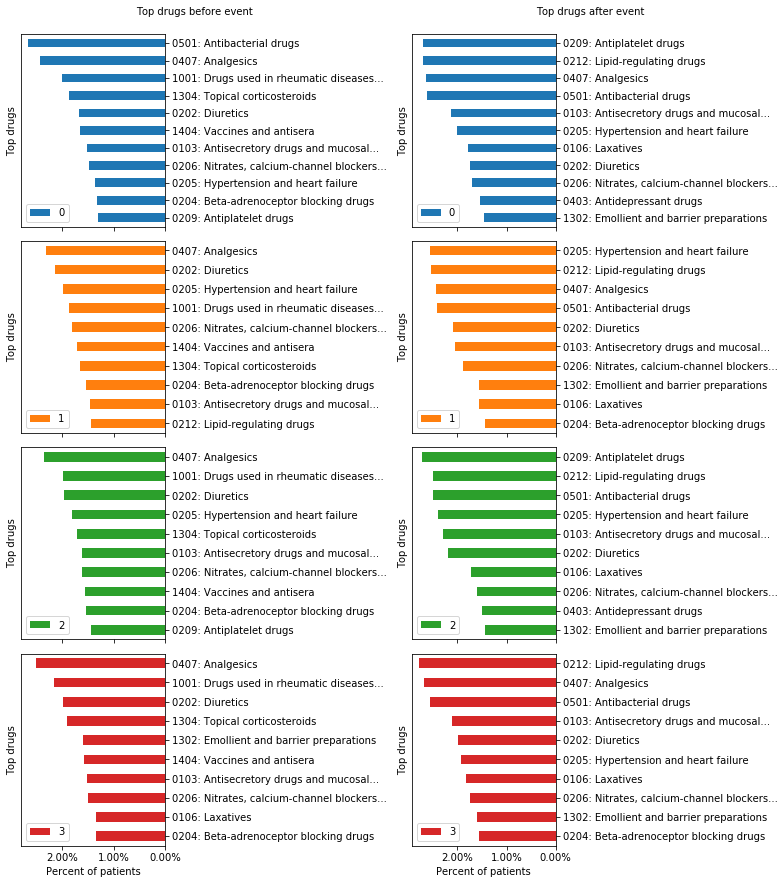 Top drugs before event
Top drugs
0501: Antibacterial drugs
0407: Analgesics
1001: Drugs used in rheumatic diseases...
1304: Topical corticosteroids
0202: Diuretics
1404: Vaccines and antisera
0103: Antisecretory drugs and mucosal...
0206: Nitrates, calcium-channel blockers...
0205: Hypertension and heart failure
0204: Beta-adrenoceptor blocking drugs
0209: Antiplatelet drugs
0
Top drugs after event
Top drugs
0209: Antiplatelet drugs
0212: Lipid-regulating drugs
0407: Analgesics
0501: Antibacterial drugs
0103: Antisecretory drugs and mucosal...
0205: Hypertension and heart failure
0106: Laxatives
0202: Diuretics
0206: Nitrates, calcium-channel blockers...
0403: Antidepressant drugs
1302: Emollient and barrier preparations
0
Top drugs
0407: Analgesics
0202: Diuretics
0205: Hypertension and heart failure
1001: Drugs used in rheumatic diseases...
0206: Nitrates, calcium-channel blockers...
1404: Vaccines and antisera
1304: Topical corticosteroids
0204: Beta-adrenoceptor blocking drugs
0103: Antisecretory drugs and mucosal...
0212: Lipid-regulating drugs
1
Top drugs
0205: Hypertension and heart failure
0212: Lipid-regulating drugs
0407: Analgesics
0501: Antibacterial drugs
0202: Diuretics
0103: Antisecretory drugs and mucosal...
0206: Nitrates, calcium-channel blockers...
1302: Emollient and barrier preparations
0106: Laxatives
0204: Beta-adrenoceptor blocking drugs
1
Top drugs
0407: Analgesics
1001: Drugs used in rheumatic diseases...
0202: Diuretics
0205: Hypertension and heart failure
1304: Topical corticosteroids
0103: Antisecretory drugs and mucosal...
0206: Nitrates, calcium-channel blockers...
1404: Vaccines and antisera
0204: Beta-adrenoceptor blocking drugs
0209: Antiplatelet drugs
2
Top drugs
0209: Antiplatelet drugs
0212: Lipid-regulating drugs
0501: Antibacterial drugs
0205: Hypertension and heart failure
0103: Antisecretory drugs and mucosal...
0202: Diuretics
0106: Laxatives
0206: Nitrates, calcium-channel blockers...
0403: Antidepressant drugs
1302: Emollient and barrier preparations
2
Top drugs
0407: Analgesics
1001: Drugs used in rheumatic diseases...
0202: Diuretics
1304: Topical corticosteroids
1302: Emollient and barrier preparations
1404: Vaccines and antisera
0103: Antisecretory drugs and mucosal...
0206: Nitrates, calcium-channel blockers...
0106: Laxatives
0204: Beta-adrenoceptor blocking drugs
3
2.00% 1.00% 0.00%
Percent of patients
Top drugs
0212: Lipid-regulating drugs
0407: Analgesics
0501: Antibacterial drugs
0103: Antisecretory drugs and mucosal...
0202: Diuretics
0205: Hypertension and heart failure
0106: Laxatives
0206: Nitrates, calcium-channel blockers...
1302: Emollient and barrier preparations
0204: Beta-adrenoceptor blocking drugs
3
2.00% 1.00% 0.00%
Percent of patients